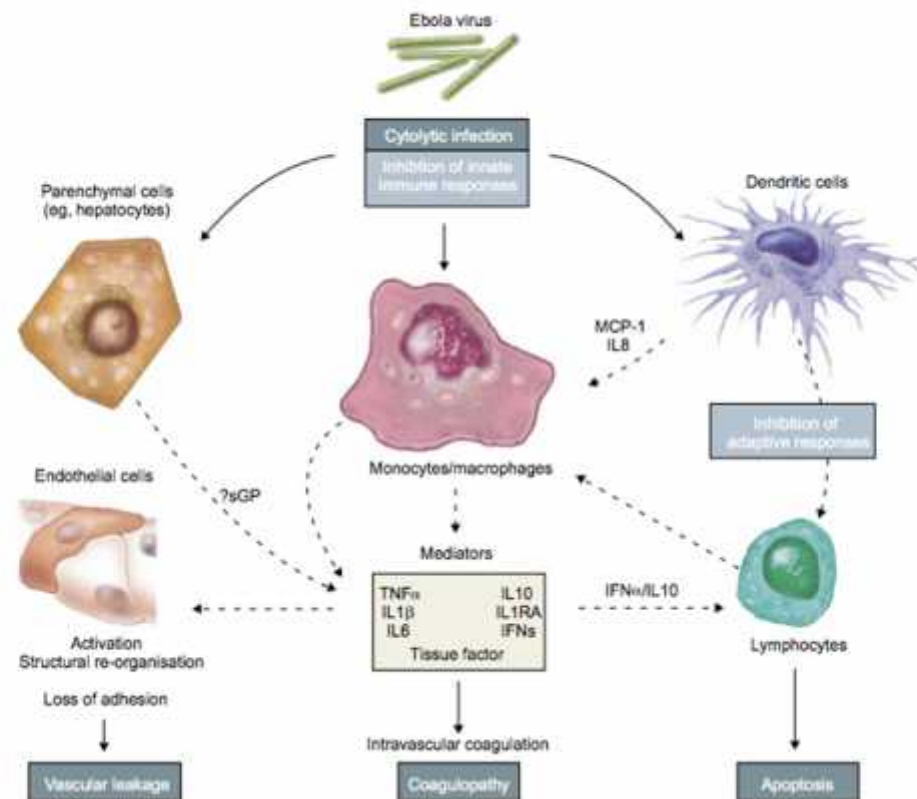 Ebola virus
Cytolytic infection
Inhibition of innate
immune responses
Parenchymal cells
(eg, hepatocytes)
Dendritic cells
MCP-1
IL8
Inhibition of
adaptive responses
Monocytes/macrophages
Endothelial cells
?sGP
Mediators
TNFα IL10
IL1β IL1RA
IL6 IFNs
Tissue factor
IFNα/IL10
Lymphocytes
Activation
Structural re-organisation
Loss of adhesion
Intravascular coagulation
Vascular leakage
Coagulopathy
Apoptosis